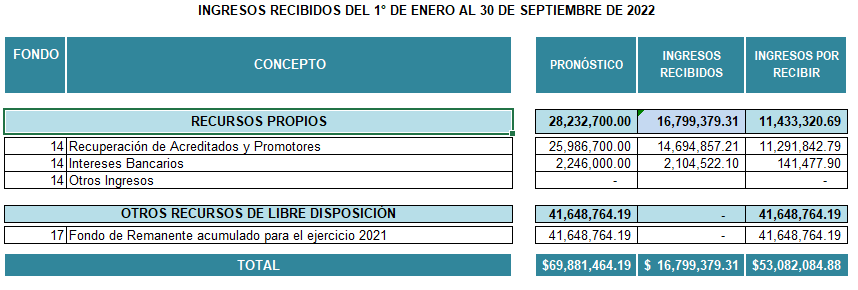 INGRESOS RECIBIDOS DEL 1° DE ENERO AL 30 DE SEPTIEMBRE DE 2022
FONDO CONCEPTO PRONÓSTICO INGRESOS RECIBIDOS INGRESOS POR RECIBIR
RECURSOS PROPIOS 28,232,700.00 16,799,379.31 11,433,320.69
14 Recuperación de Acreditados y Promotores 25,986,700.00 14,694,857.21 11,291,842.79
14 Intereses Bancarios 2,246,000.00 2,104,522.10 141,477.90
14 Otros Ingresos - -
OTROS RECURSOS DE LIBRE DISPOSICIÓN 41,648,764.19 - 41,648,764.19
17 Fondo de Remanente acumulado para el ejercicio 2021 41,648,764.19 - 41,648,764.19
TOTAL $69,881,464.19 $ 16,799,379.31 $53,082,084.88